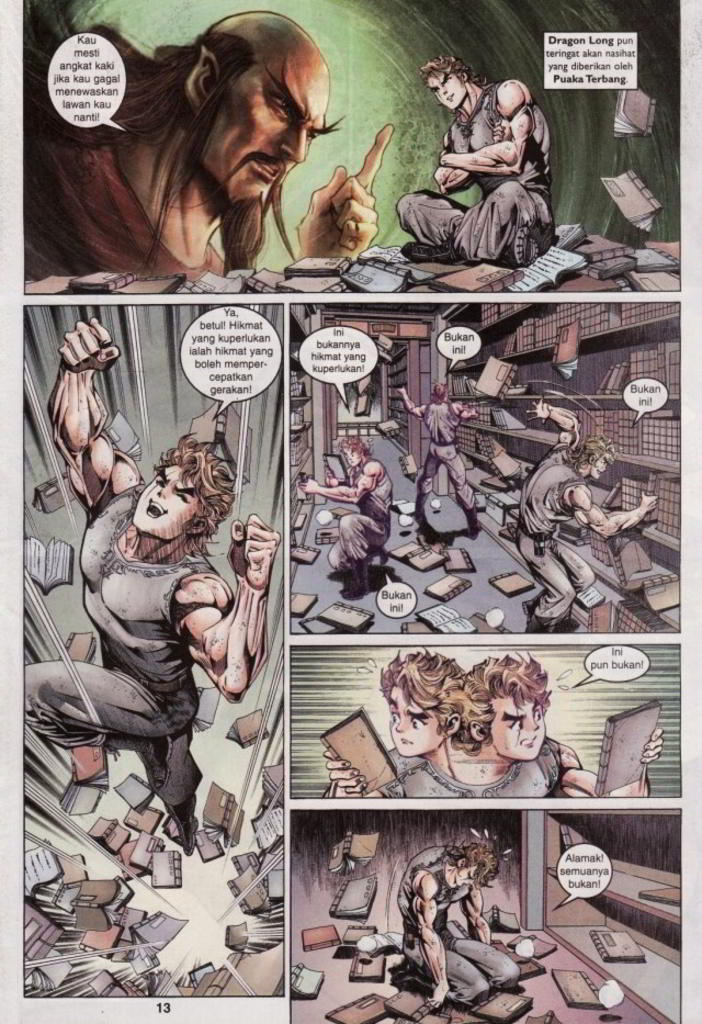 Kau
mesti
angkat kaki
jika kau gagal
menewaskan
lawan kau
nanti!
Dragon Long pun
teringat akan nasihat
yang diberikan oleh
Puaka Terbang.
Ya,
betul! Hikmat
yang kuperlukan
ialah hikmat yang
boleh memper-
cepatkan
gerakan!
Ini
bukannya
hikmat yang
kuperlukan!
Bukan
ini!
Bukan
ini!
Bukan
ini!
Ini
pun bukan!
Alamak!
semuanya
bukan!
13